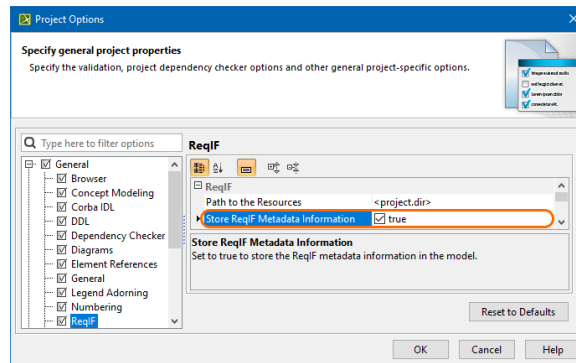 Project Options
Specify general project properties
Specify the validation, project dependency checker options and other general project-specific options.
Type here to filter options
General
Browser
Concept Modeling
Corba IDL
DDL
Dependency Checker
Diagrams
Element References
General
Legend Adorning
Numbering
ReqIF
ReqIF
ReqIF
Path to the Resources <project.dir>
Store ReqIF Metadata Information true
Store ReqIF Metadata Information
Set to true to store the ReqIF metadata information in the model.
Reset to Defaults
OK Cancel Help